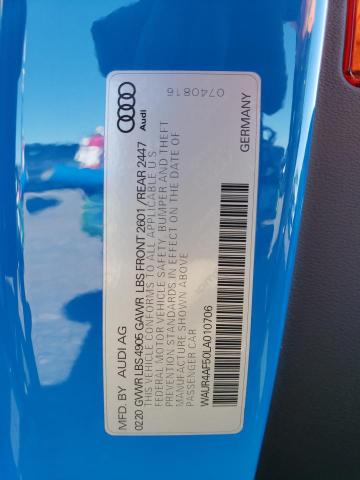 MFD. BY AUDI AG
0220 GWWR LBS 4905 GAWR LBS FRONT 2601/REAR 2447
THIS VEHICLE CONFORMS TO ALL APPLICABLE U.S.
FEDERAL MOTOR VEHICLE SAFETY, BUMPER AND THEFT
PREVENTION STANDARDS IN EFFECT ON THE DATE OF
MANUFACTURE SHOWN ABOVE
PASSENGER CAR
WAUR4AF50LA010706
Audi
0740816
GERMANY